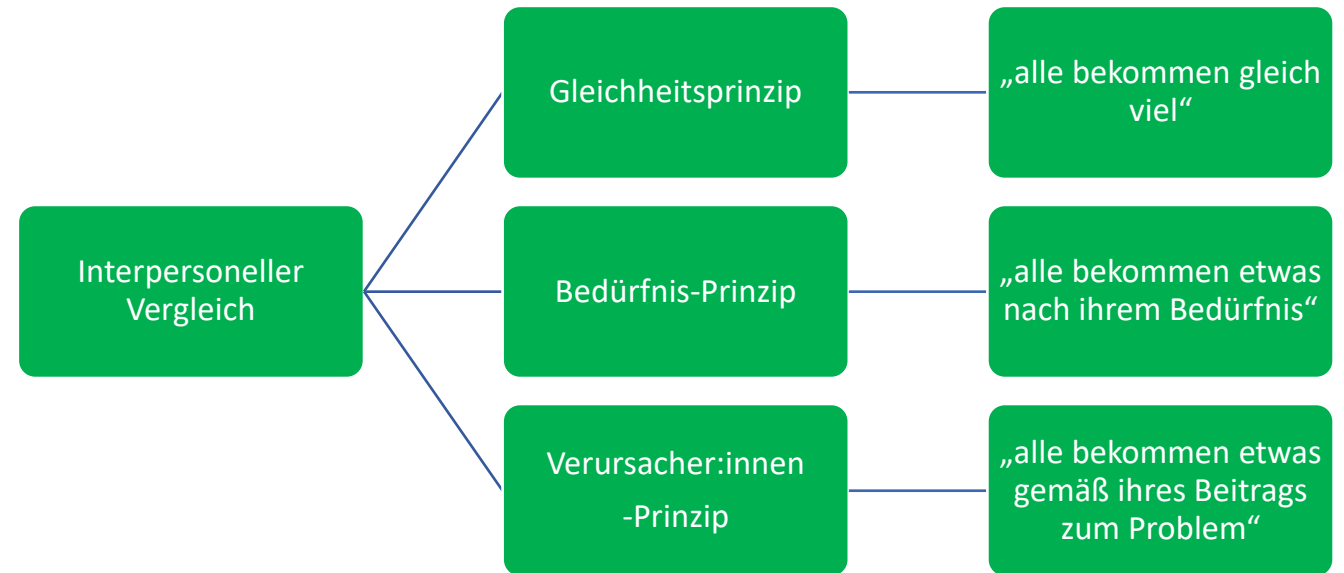 Gleichheitsprinzip
„alle bekommen gleich
viel“
Interpersoneller
Vergleich
Bedürfnis-Prinzip
„alle bekommen etwas
nach ihrem Bedürfnis“
Verursacher:innen
-Prinzip
„alle bekommen etwas
gemäß ihres Beitrags
zum Problem“